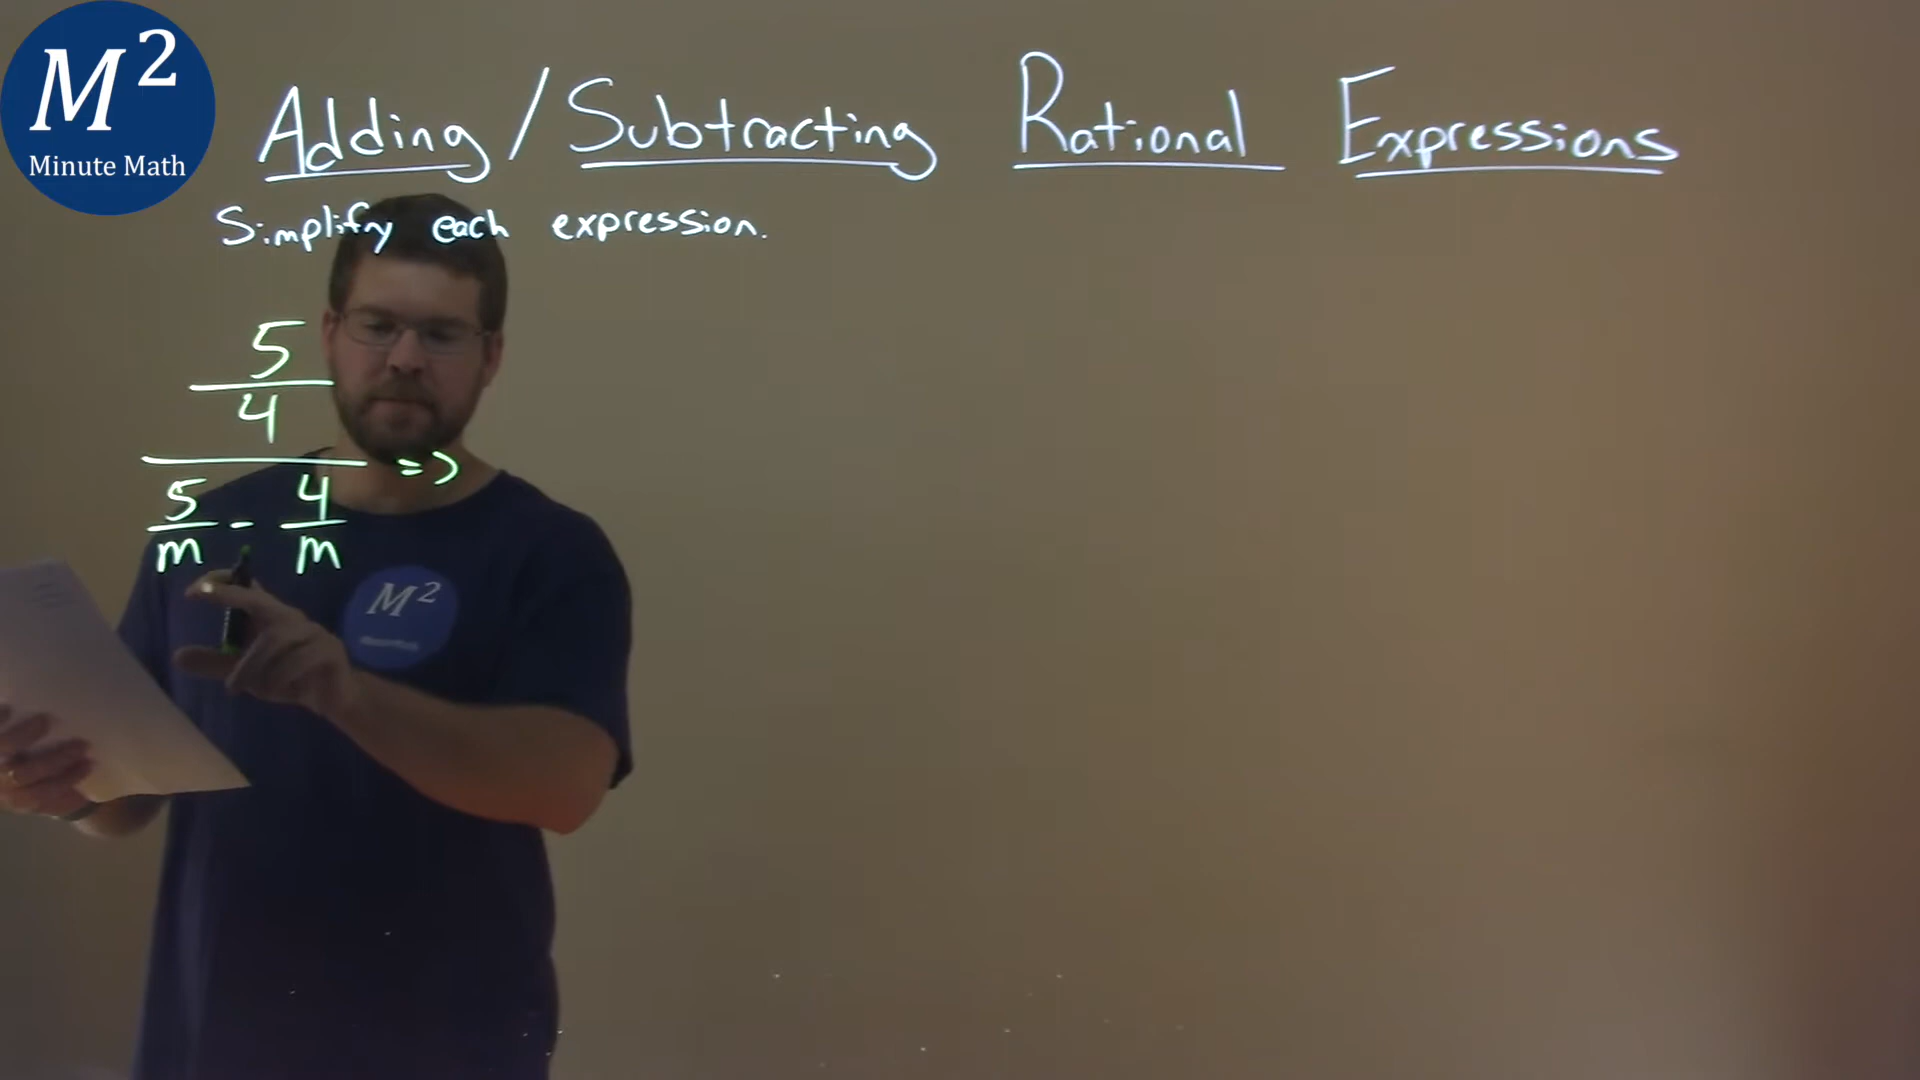 M²
Minute Math
Adding / Subtracting Rational Expressions
Simplify each expression.
5
4
5/m - 4/m =>
M²